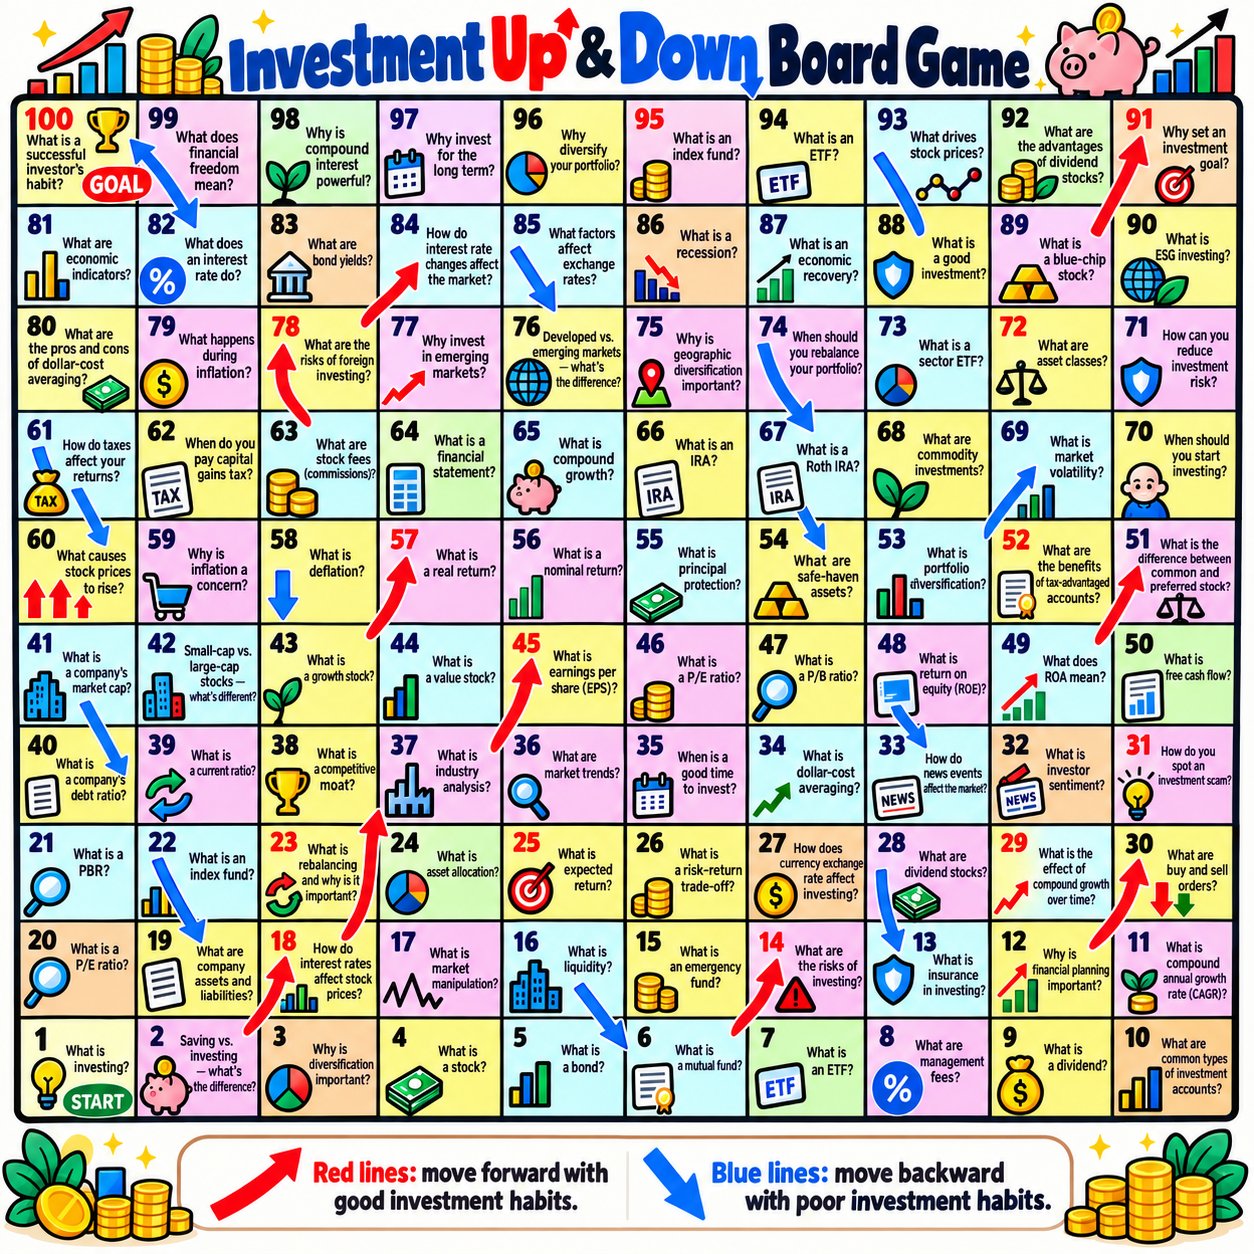 Investment Up & Down Board Game
100
What is a
successful
investor's
habit?
GOAL
99
What does
financial
freedom
mean?
98
Why is
compound
interest
powerful?
97
Why invest
for the
long term?
96
Why
diversify
your portfolio?
95
What is an
index fund?
94
What is an
ETF?
ETF
93
What drives
stock prices?
92
What are
the advantages
of dividend
stocks?
91
Why set an
investment
goal?
81
What are
economic
indicators?
82
What does
an interest
rate do?
%
83
What are
bond yields?
84
How do
interest rate
changes affect
the market?
85
What factors
affect
exchange
rates?
86
What is a
recession?
87
What is an
economic
recovery?
88
What is
a good
investment?
89
What is
a blue-chip
stock?
90
What is
ESG investing?
80
What are
the pros and cons
of dollar-cost
averaging?
79
What happens
during
inflation?
$
78
What are the
risks of foreign
investing?
77
Why invest
in emerging
markets?
76
Developed vs.
emerging markets
— what's
the difference?
75
Why is
geographic
diversification
important?
74
When should
you rebalance
your portfolio?
73
What is a
sector ETF?
72
What are
asset classes?
71
How can you
reduce
investment
risk?
61
How do taxes
affect your
returns?
TAX
62
When do you
pay capital
gains tax?
TAX
63
What are
stock fees
(commissions)?
64
What is a
financial
statement?
65
What is
compound
growth?
66
What is an
IRA?
IRA
67
What is a
Roth IRA?
IRA
68
What are
commodity
investments?
69
What is
market
volatility?
70
When should
you start
investing?
60
What causes
stock prices
to rise?
59
Why is
inflation a
concern?
58
What is
deflation?
57
What is
a real return?
56
What is a
nominal return?
55
What is
principal
protection?
54
What are
safe-haven
assets?
53
What is
portfolio
diversification?
52
What are
the benefits
of tax-advantaged
accounts?
51
What is the
difference between
common and
preferred stock?
41
What is
a company's
market cap?
42
Small-cap vs.
large-cap
stocks —
what's different?
43
What is
a growth stock?
44
What is
a value stock?
45
What is
earnings per
share (EPS)?
46
What is
a P/E ratio?
47
What is
a P/B ratio?
48
What is
return on
equity (ROE)?
49
What does
ROA mean?
50
What is
free cash flow?
40
What is
a company's
debt ratio?
39
What is
a current ratio?
38
What is
a competitive
moat?
37
What is
industry
analysis?
36
What are
market trends?
35
When is a
good time
to invest?
34
What is
dollar-cost
averaging?
33
How do
news events
affect the market?
NEWS
32
What is
investor
sentiment?
NEWS
31
How do you
spot an
investment scam?
21
What is a
PBR?
22
What is an
index fund?
23
What is
rebalancing
and why is it
important?
24
What is
asset allocation?
25
What is
expected
return?
26
What is
a risk-return
trade-off?
27
How does
currency exchange
rate affect
investing?
$
28
What are
dividend stocks?
29
What is the
effect of
compound growth
over time?
30
What are
buy and sell
orders?
20
What is a
P/E ratio?
19
What are
company
assets and
liabilities?
18
How do
interest rates
affect stock
prices?
17
What is
market
manipulation?
16
What is
liquidity?
15
What is
an emergency
fund?
14
What are
the risks of
investing?
13
What is
insurance
in investing?
12
Why is
financial planning
important?
11
What is
compound
annual growth
rate (CAGR)?
1
What is
investing?
START
2
Saving vs.
investing
— what's
the difference?
3
Why is
diversification
important?
4
What is
a stock?
5
What is
a bond?
6
What is
a mutual fund?
7
What is
an ETF?
ETF
8
What are
management
fees?
%
9
What is
a dividend?
$
10
What are
common types
of investment
accounts?
Red lines: move forward with
good investment habits.
Blue lines: move backward
with poor investment habits.